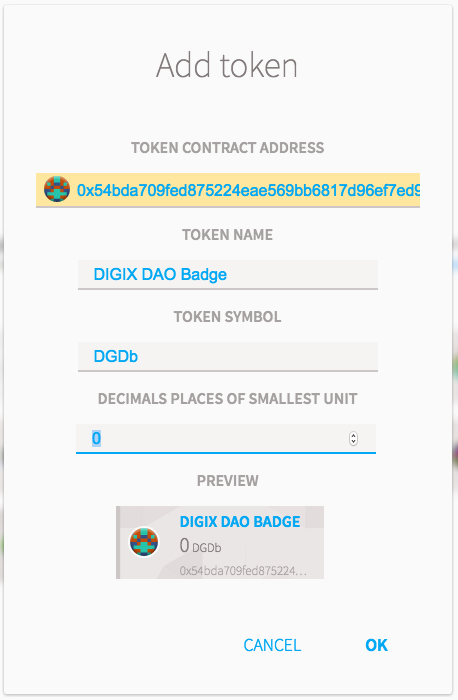 Add token
TOKEN CONTRACT ADDRESS
0x54bda709fed875224eae569bb6817d96ef7ed9
TOKEN NAME
DIGIX DAO Badge
TOKEN SYMBOL
DGDb
DECIMALS PLACES OF SMALLEST UNIT
0
PREVIEW
DIGIX DAO BADGE
0 DGDb
0x54bda709fed875224…
CANCEL OK